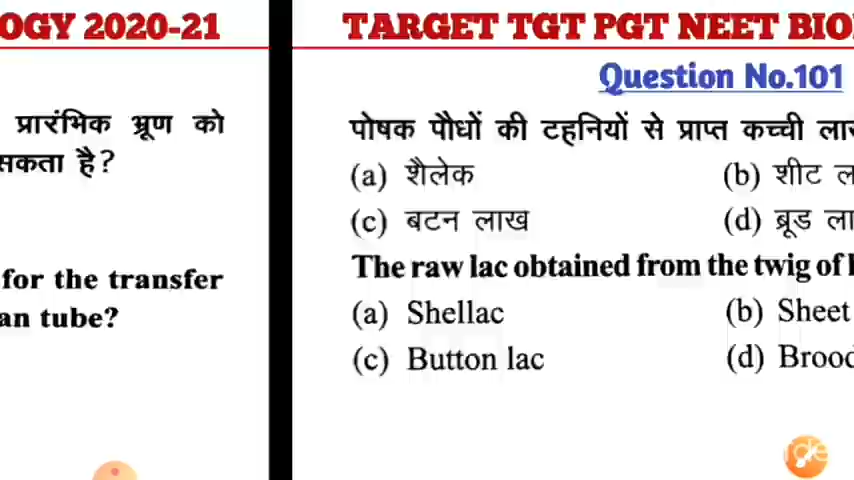 OGY 2020-21
प्रारंभिक भ्रूण को
सकता है?
for the transfer
an tube?
TARGET TGT PGT NEET BIO
Question No.101
पोषक पौधों की टहनियों से प्राप्त कच्ची लाख
(a) शैलेक (b) शीट ल
(c) बटन लाख (d) ब्रूड ला
The raw lac obtained from the twig of
(a) Shellac (b) Sheet
(c) Button lac (d) Brood